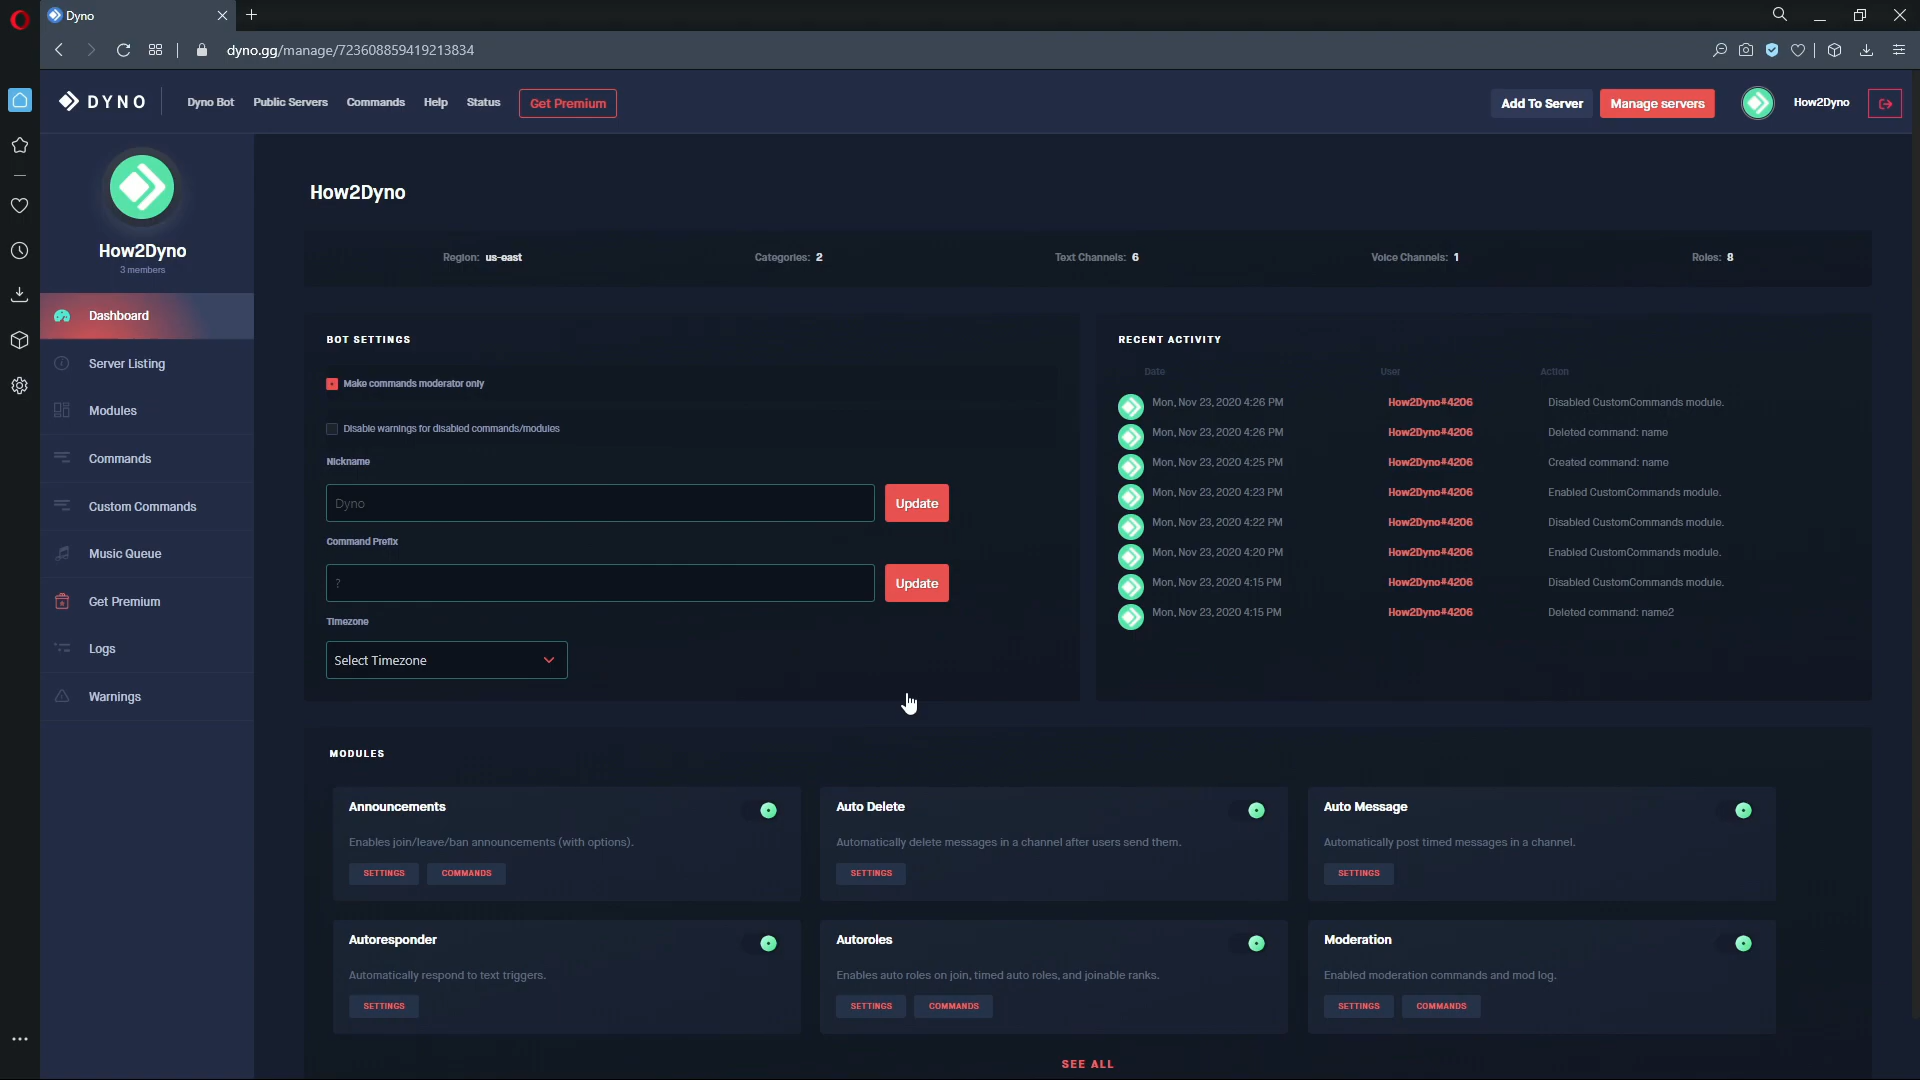 Dyno
dyno.gg/manage/723608859419213834
DYNO
Dyno Bot
Public Servers
Commands
Help
Status
Get Premium
Add To Server
Manage servers
How2Dyno
How2Dyno
3 members
Dashboard
Server Listing
Modules
Commands
Custom Commands
Music Queue
Get Premium
Logs
Warnings
How2Dyno
Region: us-east
Categories: 2
Text Channels: 6
Voice Channels: 1
Roles: 8
BOT SETTINGS
Make commands moderator only
Disable warnings for disabled commands/modules
Nickname
Dyno
Update
Command Prefix
?
Update
Timezone
Select Timezone
RECENT ACTIVITY
Date User Action
Mon, Nov 23, 2020 4:26 PM How2Dyno#4206 Disabled CustomCommands module.
Mon, Nov 23, 2020 4:26 PM How2Dyno#4206 Deleted command: name
Mon, Nov 23, 2020 4:25 PM How2Dyno#4206 Created command: name
Mon, Nov 23, 2020 4:23 PM How2Dyno#4206 Enabled CustomCommands module.
Mon, Nov 23, 2020 4:22 PM How2Dyno#4206 Disabled CustomCommands module.
Mon, Nov 23, 2020 4:20 PM How2Dyno#4206 Enabled CustomCommands module.
Mon, Nov 23, 2020 4:15 PM How2Dyno#4206 Disabled CustomCommands module.
Mon, Nov 23, 2020 4:15 PM How2Dyno#4206 Deleted command: name2
MODULES
Announcements
Enables join/leave/ban announcements (with options).
SETTINGS COMMANDS
Auto Delete
Automatically delete messages in a channel after users send them.
SETTINGS
Auto Message
Automatically post timed messages in a channel.
SETTINGS
Autoresponder
Automatically respond to text triggers.
SETTINGS
Autoroles
Enables auto roles on join, timed auto roles, and joinable ranks.
SETTINGS COMMANDS
Moderation
Enabled moderation commands and mod log.
SETTINGS COMMANDS
SEE ALL